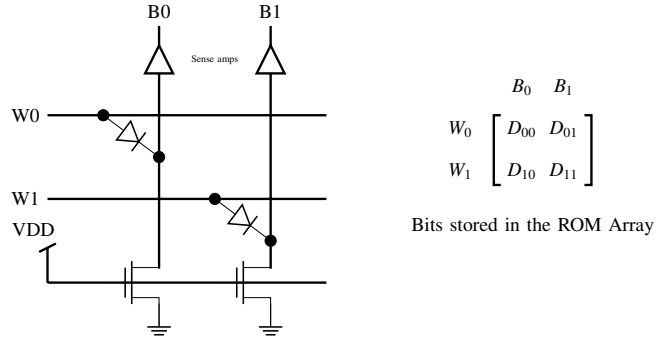 B0 B1
Sense amps
W0
W1
VDD
B₀ B₁
W₀ D₀₀ D₀₁
W₁ D₁₀ D₁₁
Bits stored in the ROM Array